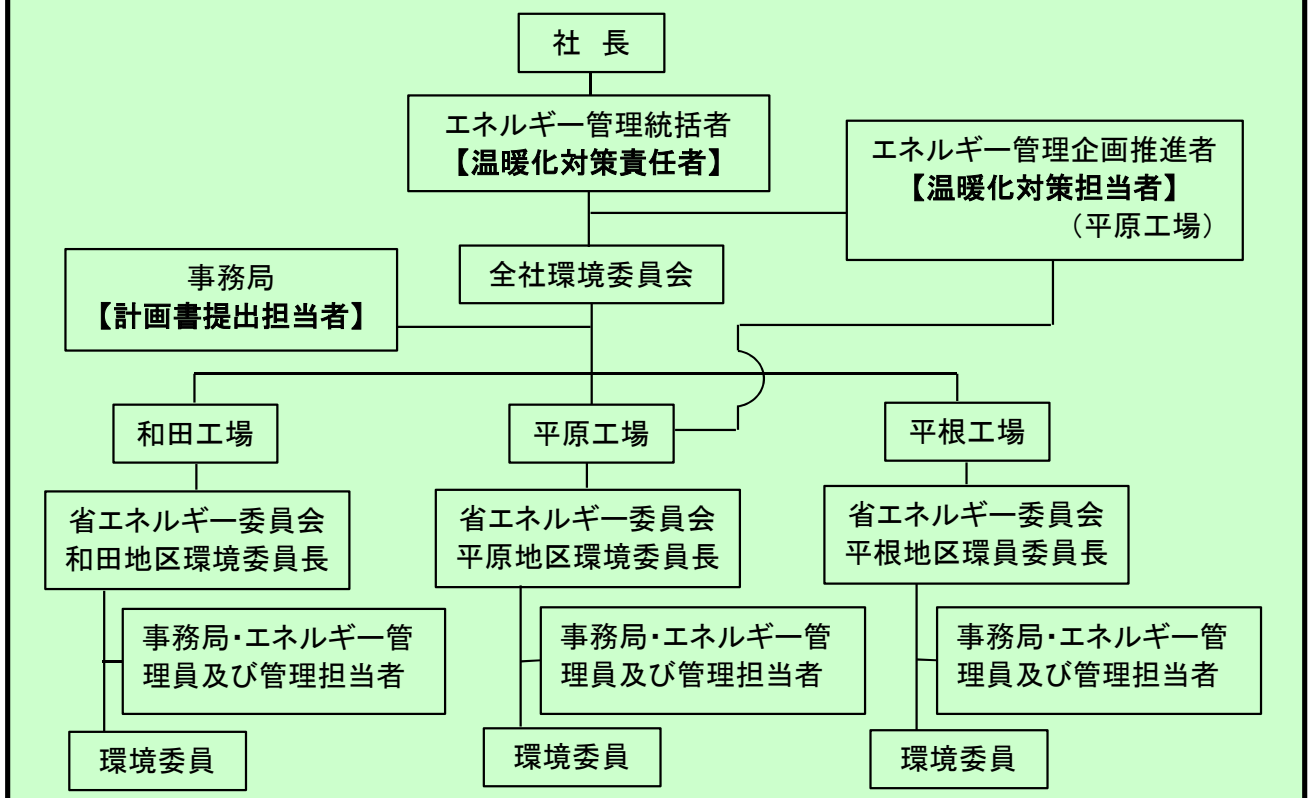 社 長
エネルギー管理統括者
【温暖化対策責任者】
エネルギー管理企画推進者
【温暖化対策担当者】
（平原工場）
全社環境委員会
事務局
【計画書提出担当者】
和田工場
平原工場
平根工場
省エネルギー委員会
和田地区環境委員長
省エネルギー委員会
平原地区環境委員長
省エネルギー委員会
平根地区環員委員長
事務局・エネルギー管
理員及び管理担当者
事務局・エネルギー管
理員及び管理担当者
事務局・エネルギー管
理員及び管理担当者
環境委員
環境委員
環境委員